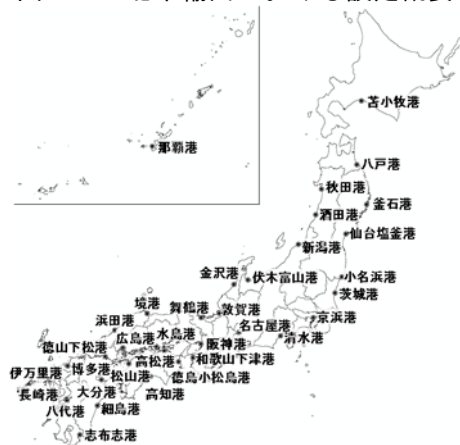 苫小牧港
那覇港
八戸港
秋田港
釜石港
酒田港
仙台塩釜港
新潟港
金沢港
伏木富山港
小名浜港
茨城港
境港
舞鶴港
敦賀港
京浜港
名古屋港
清水港
浜田港
広島港
水島港
阪神港
徳山下松港
高松港
和歌山下津港
伊万里港
博多港
松山港
徳島小松島港
長崎港
大分港
高知港
八代港
細島港
志布志港